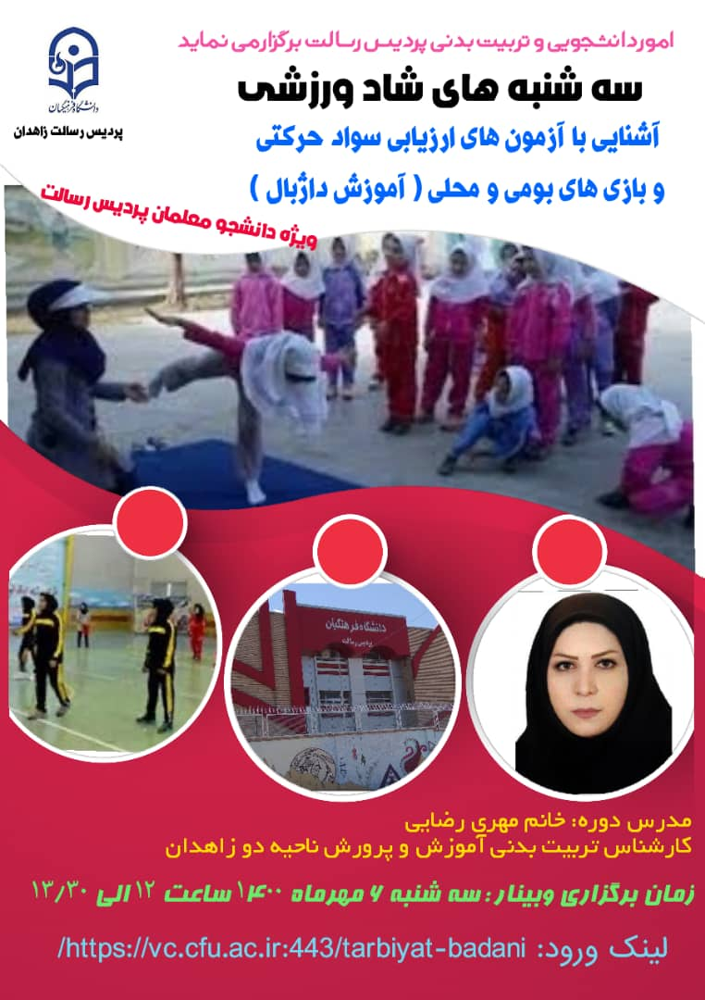 اموردانشجویی و تربیت بدنی پردیس رسالت برگزارمی نماید
سه شنبه های شاد ورزشی
آشنایی با آزمون های ارزیابی سواد حرکتی
و بازی های بومی و محلی ( آموزش داژبال )
دانشگاه فرهنگیان
پردیس رسالت زاهدان
ویژه دانشجو معلمان پردیس رسالت
دانشگاه فرهنگیان
پردیس رسالت
مدرس دوره: خانم مهری رضایی
کارشناس تربیت بدنی آموزش و پرورش ناحیه دو زاهدان
زمان برگزاری وبینار : سه شنبه ۶ مهرماه ۱۴۰۰ ساعت ۱۲ الی ۱۳/۳۰
لینک ورود: https://vc.cfu.ac.ir:443/tarbiyat-badani/